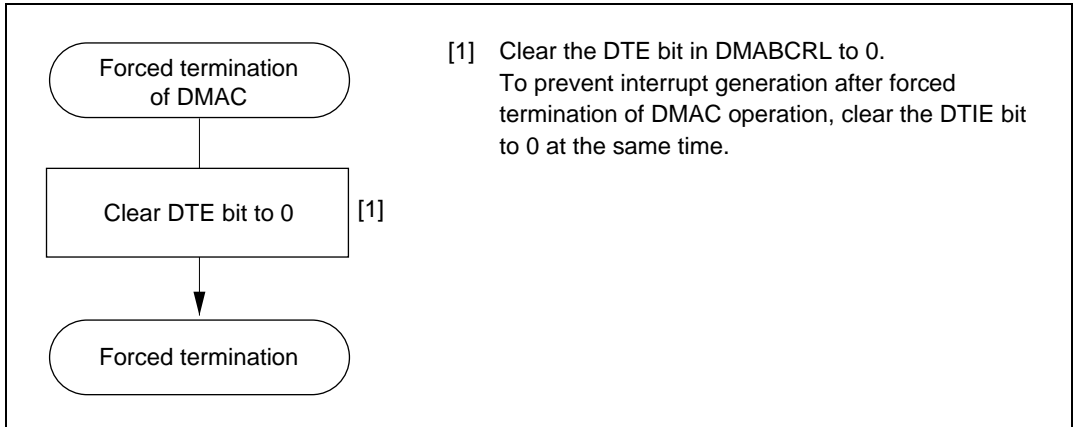 Forced termination
of DMAC
Clear DTE bit to 0
[1]
Forced termination
[1] Clear the DTE bit in DMABCRL to 0.
To prevent interrupt generation after forced
termination of DMAC operation, clear the DTIE bit
to 0 at the same time.